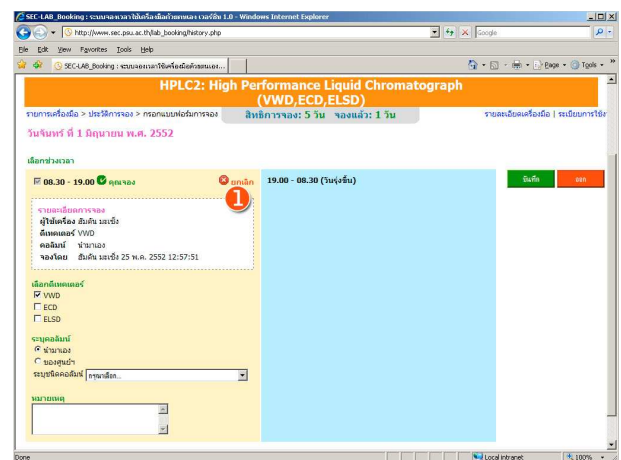 SEC-LAB_Booking : ระบบจองเวลาใช้เครื่องมือด้วยตนเอง เวอร์ชั่น 1.0 - Windows Internet Explorer
http://www.sec.psu.ac.th/lab_booking/history.php
Google
File Edit View Favorites Tools Help
SEC-LAB_Booking : ระบบจองเวลาใช้เครื่องมือด้วยตนเอง...
Page Tools
HPLC2: High Performance Liquid Chromatograph
(VWD,ECD,ELSD)
รายการเครื่องมือ > ประวัติการจอง > กรอกแบบฟอร์มการจอง สิทธิการจอง: 5 วัน จองแล้ว: 1 วัน รายละเอียดเครื่องมือ | ระเบียบการใช้ง
วันจันทร์ ที่ 1 มิถุนายน พ.ศ. 2552
เลือกช่วงเวลา
08.30 - 19.00 คุณจอง ยกเลิก 19.00 - 08.30 (วันรุ่งขึ้น) บันทึก ออก
1
รายละเอียดการจอง
ผู้ใช้เครื่อง ฮัมดัน มะเซ็ง
ดีเทคเตอร์ VWD
คอลัมน์ นำมาเอง
จองโดย ฮัมดัน มะเซ็ง 25 พ.ค. 2552 12:57:51
เลือกดีเทคเตอร์
VWD
ECD
ELSD
ระบุคอลัมน์
นำมาเอง
ของศูนย์ฯ
ระบุชนิดคอลัมน์ กรุณาเลือก...
หมายเหตุ
Done Local intranet 100%